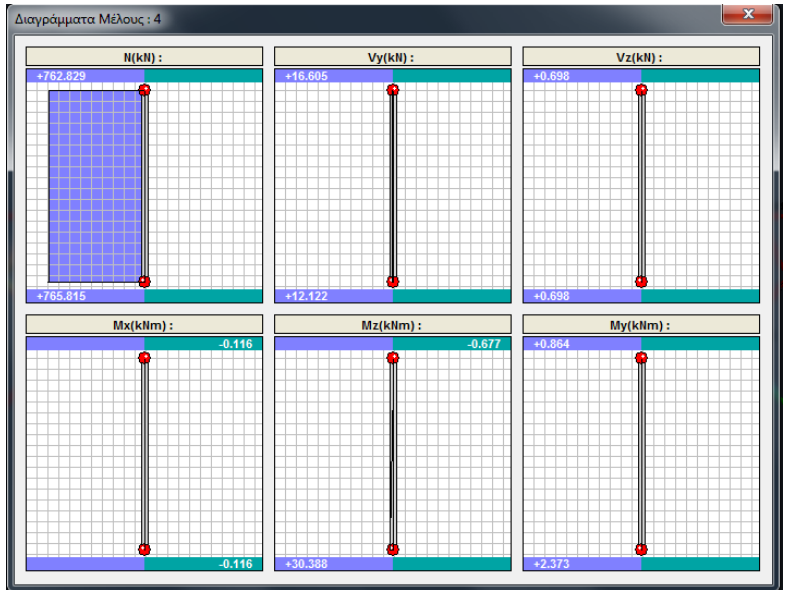 Διαγράμματα Μέλους : 4
x
N(kN) :
Vy(kN) :
Vz(kN) :
+762.829
+16.605
+0.698
+765.815
+12.122
+0.698
Mx(kNm) :
Mz(kNm) :
My(kNm) :
-0.116
-0.677
+0.864
-0.116
+30.388
+2.373